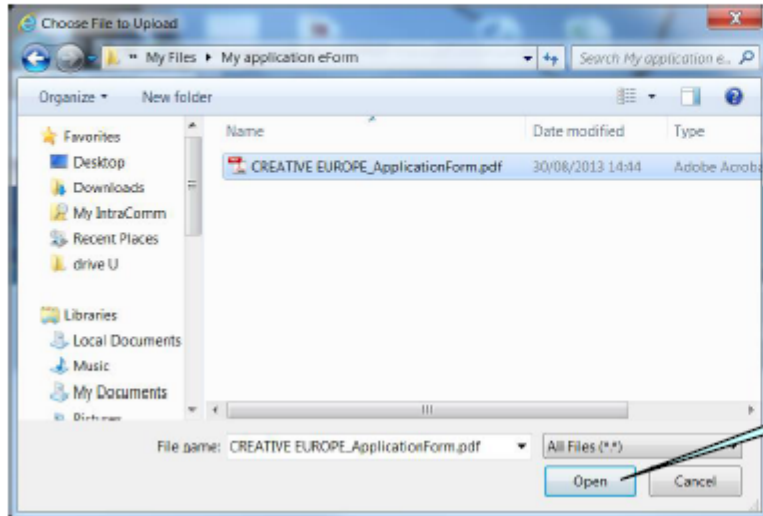 Choose File to Upload
« My Files ▸ My application eForm
Search My application e...
Organize ▾ New folder
Favorites
Desktop
Downloads
My IntraComm
Recent Places
drive U
Libraries
Local Documents
Music
My Documents
Name Date modified Type
CREATIVE EUROPE_ApplicationForm.pdf 30/08/2013 14:44 Adobe Acroba
File name: CREATIVE EUROPE_ApplicationForm.pdf All Files (*.*)
Open Cancel